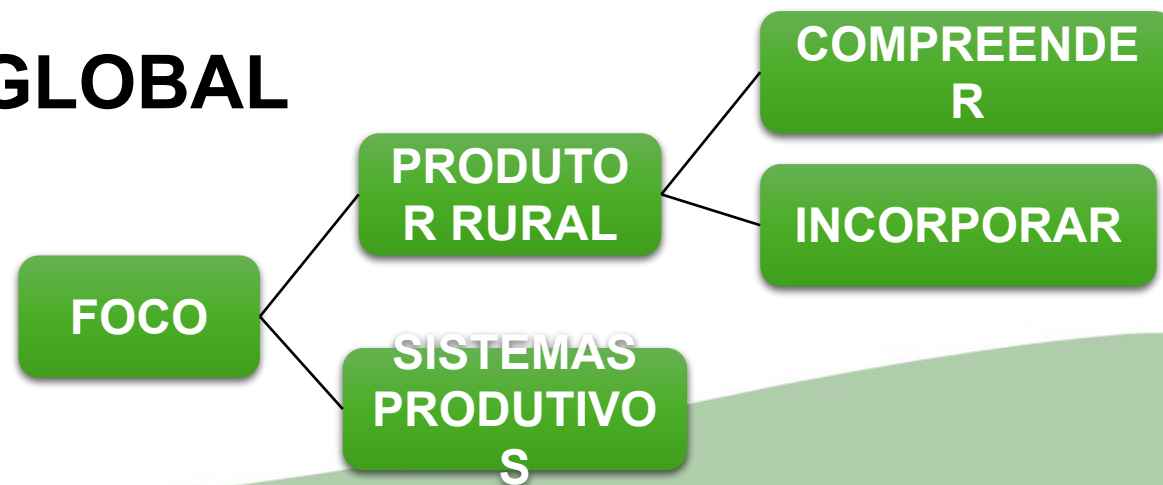 GLOBAL
COMPREENDE
R
PRODUTO
R RURAL
INCORPORAR
FOCO
SISTEMAS
PRODUTIVO
S